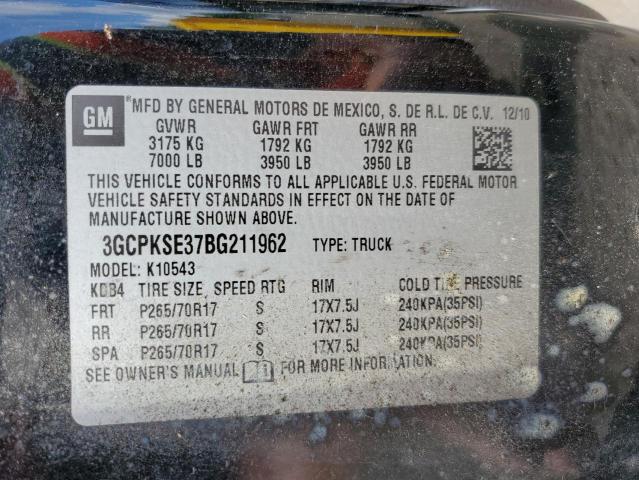 GM ®MFD BY GENERAL MOTORS DE MEXICO, S. DE R.L. DE C.V. 12/10
GVWR GAWR FRT GAWR RR
3175 KG 1792 KG 1792 KG
7000 LB 3950 LB 3950 LB
THIS VEHICLE CONFORMS TO ALL APPLICABLE U.S. FEDERAL MOTOR
VEHICLE SAFETY STANDARDS IN EFFECT ON THE DATE OF
MANUFACTURE SHOWN ABOVE.
3GCPKSE37BG211962 TYPE: TRUCK
MODEL: K10543
TIRE SIZE, SPEED RTG RIM COLD TIRE PRESSURE
FRT P265/70R17 S 17X7.5J 240KPA(35PSI)
RR P265/70R17 S 17X7.5J 240KPA(35PSI)
SPA P265/70R17 S 17X7.5J 240KPA(35PSI)
SEE OWNER'S MANUAL FOR MORE INFORMATION